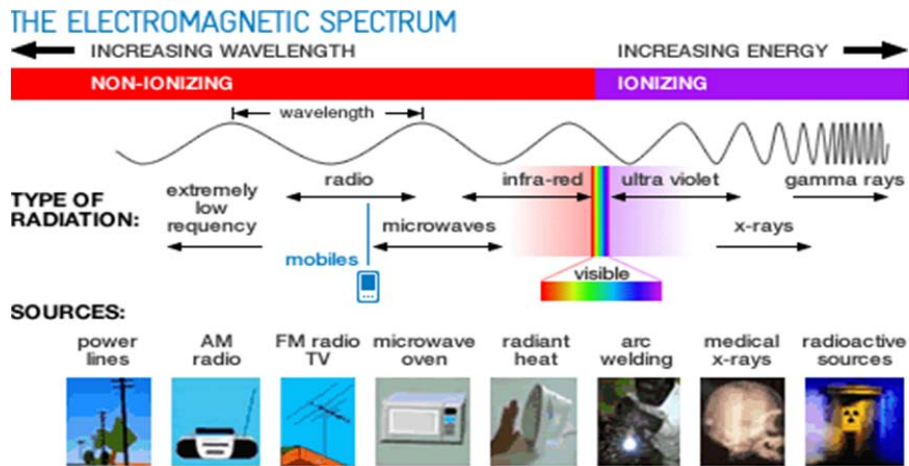 THE ELECTROMAGNETIC SPECTRUM
INCREASING WAVELENGTH
INCREASING ENERGY
NON-IONIZING
IONIZING
wavelength
TYPE OF
RADIATION:
extremely
low
requency
radio
infra-red
ultra violet
gamma rays
microwaves
x-rays
mobiles
visible
SOURCES:
power
lines
AM
radio
FM radio
TV
microwave
oven
radiant
heat
arc
welding
medical
x-rays
radioactive
sources